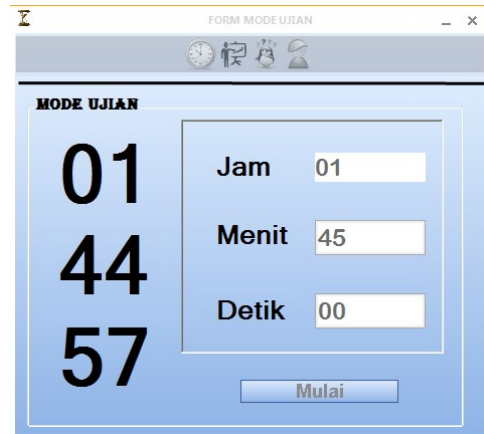 FORM MODE UJIAN
MODE UJIAN
01
44
57
Jam 01
Menit 45
Detik 00
Mulai